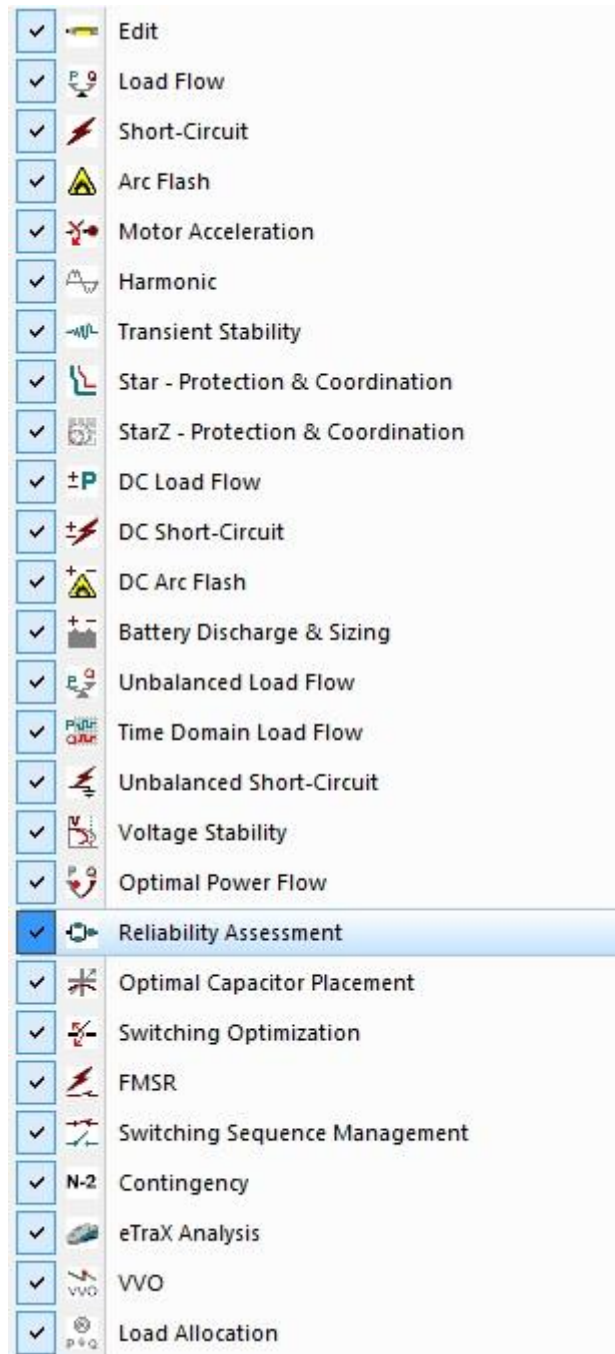 Edit
Load Flow
Short-Circuit
Arc Flash
Motor Acceleration
Harmonic
Transient Stability
Star - Protection & Coordination
StarZ - Protection & Coordination
±P DC Load Flow
DC Short-Circuit
DC Arc Flash
Battery Discharge & Sizing
Unbalanced Load Flow
Time Domain Load Flow
Unbalanced Short-Circuit
Voltage Stability
Optimal Power Flow
Reliability Assessment
Optimal Capacitor Placement
Switching Optimization
FMSR
Switching Sequence Management
N-2 Contingency
eTraX Analysis
VVO VVO
Load Allocation